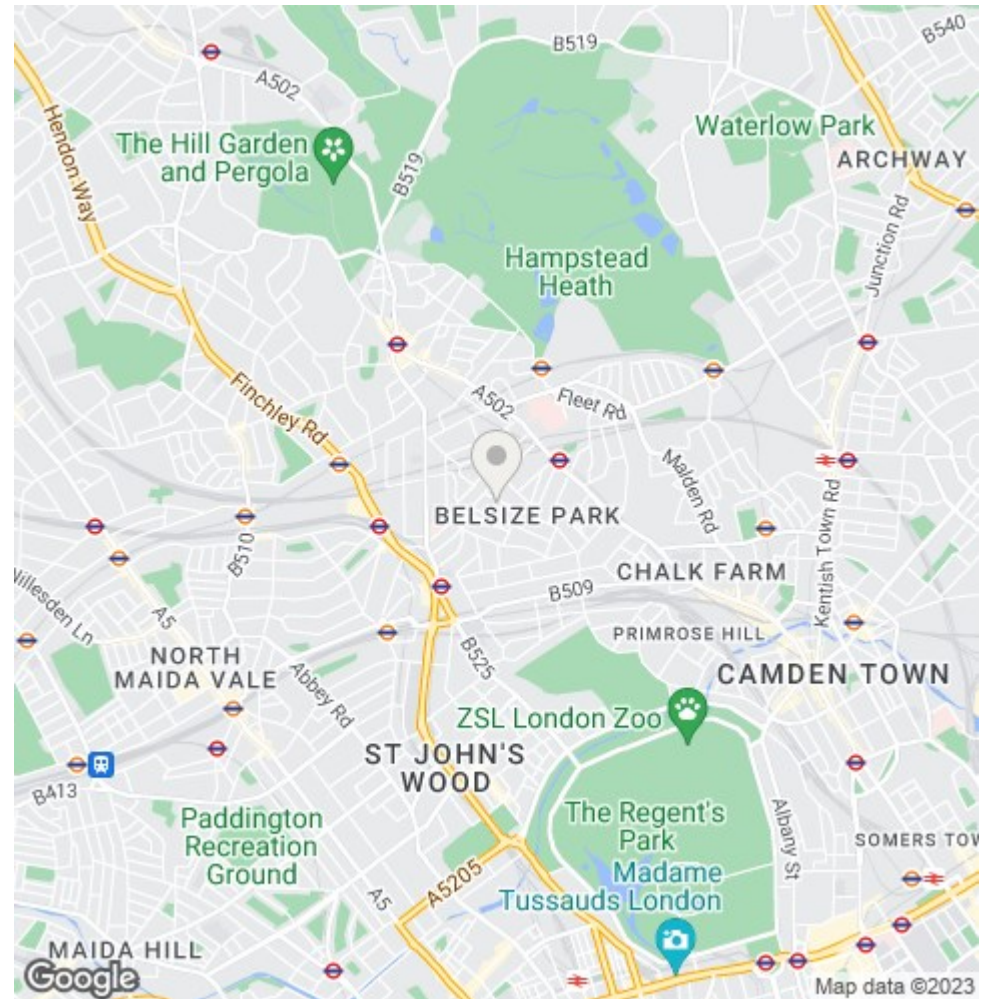 B519
B540
A502
Hendon Way
The Hill Garden
and Pergola
B519
Waterlow Park
ARCHWAY
Junction Rd
Hampstead
Heath
Finchley Rd
A502
Fleet Rd
Malden Rd
BELSIZE PARK
B510
Kentish Town Rd
CHALK FARM
B509
Willesden Ln
A5
PRIMROSE HILL
NORTH
MAIDA VALE
Abbey Rd
B525
CAMDEN TOWN
ZSL London Zoo
ST JOHN'S
WOOD
B413
Paddington
Recreation
Ground
The Regent's
Park
Albany St
SOMERS TOW
Madame
Tussauds London
A5
A5205
MAIDA HILL
Google
Map data ©2023